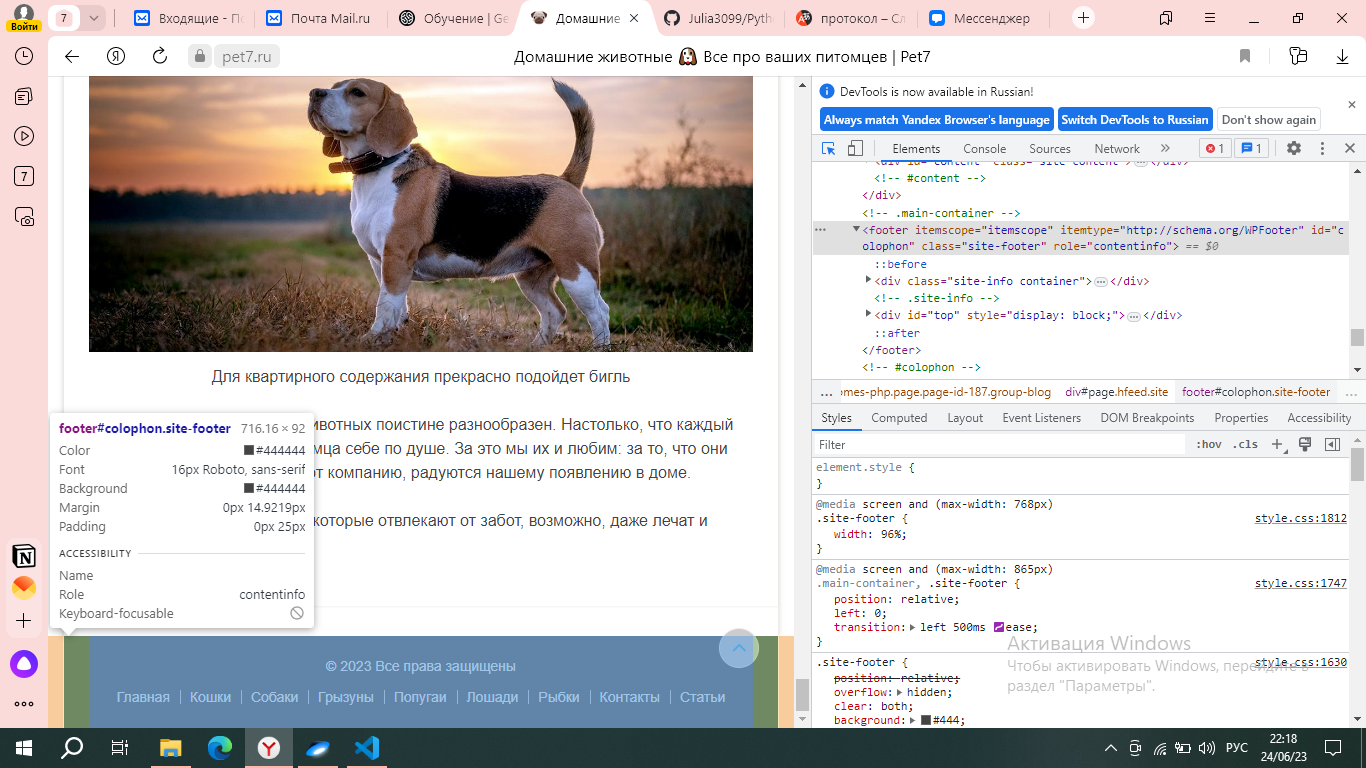 Войти
7
Входящие - По
Почта Mail.ru
Обучение | Ge
Домашние
Julia3099/Pyth
протокол – Сл
Мессенджер
pet7.ru
Домашние животные Все про ваших питомцев | Pet7
7
Для квартирного содержания прекрасно подойдет бигль
ивотных поистине разнообразен. Настолько, что каждый
мца себе по душе. За это мы их и любим: за то, что они
от компанию, радуются нашему появлению в доме.
которые отвлекают от забот, возможно, даже лечат и
footer#colophon.site-footer 716.16 × 92
Color #444444
Font 16px Roboto, sans-serif
Background #444444
Margin 0px 14.9219px
Padding 0px 25px
ACCESSIBILITY
Name
Role contentinfo
Keyboard-focusable
© 2023 Все права защищены
Главная | Кошки | Собаки | Грызуны | Попугаи | Лошади | Рыбки | Контакты | Статьи
DevTools is now available in Russian!
Always match Yandex Browser's language
Switch DevTools to Russian
Don't show again
Elements Console Sources Network » 1 1
<div id="content" class="site-content">…</div>
<!-- #content -->
</div>
<!-- .main-container -->
<footer itemscope="itemscope" itemtype="http://schema.org/WPFooter" id="c
olophon" class="site-footer" role="contentinfo"> == $0
::before
<div class="site-info container">…</div>
<!-- .site-info -->
<div id="top" style="display: block;">…</div>
::after
</footer>
<!-- #colophon -->
… omes-php.page.page-id-187.group-blog div#page.hfeed.site footer#colophon.site-footer …
Styles Computed Layout Event Listeners DOM Breakpoints Properties Accessibility
Filter :hov .cls +
element.style {
}
@media screen and (max-width: 768px)
.site-footer { style.css:1812
width: 96%;
}
@media screen and (max-width: 865px)
.main-container, .site-footer { style.css:1747
position: relative;
left: 0;
transition: left 500ms ease;
}
.site-footer { style.css:1630
position: relative;
overflow: hidden;
clear: both;
background: #444;
Активация Windows
Чтобы активировать Windows, перейдите в
раздел "Параметры".
РУС
22:18
24/06/23